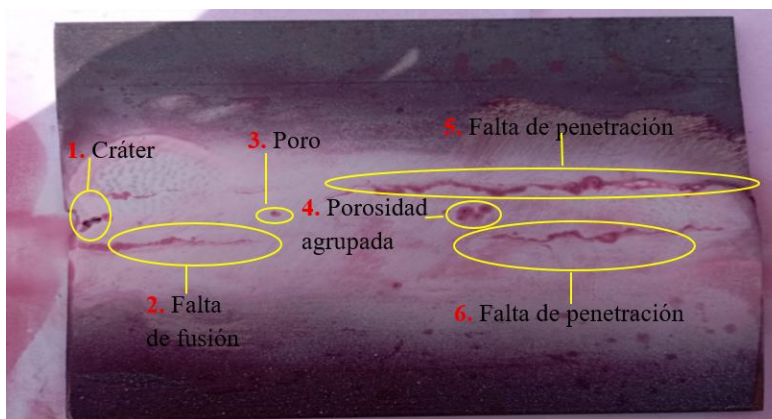 5. Falta de penetración
3. Poro
1. Cráter
4. Porosidad
agrupada
2. Falta
de fusión
6. Falta de penetración